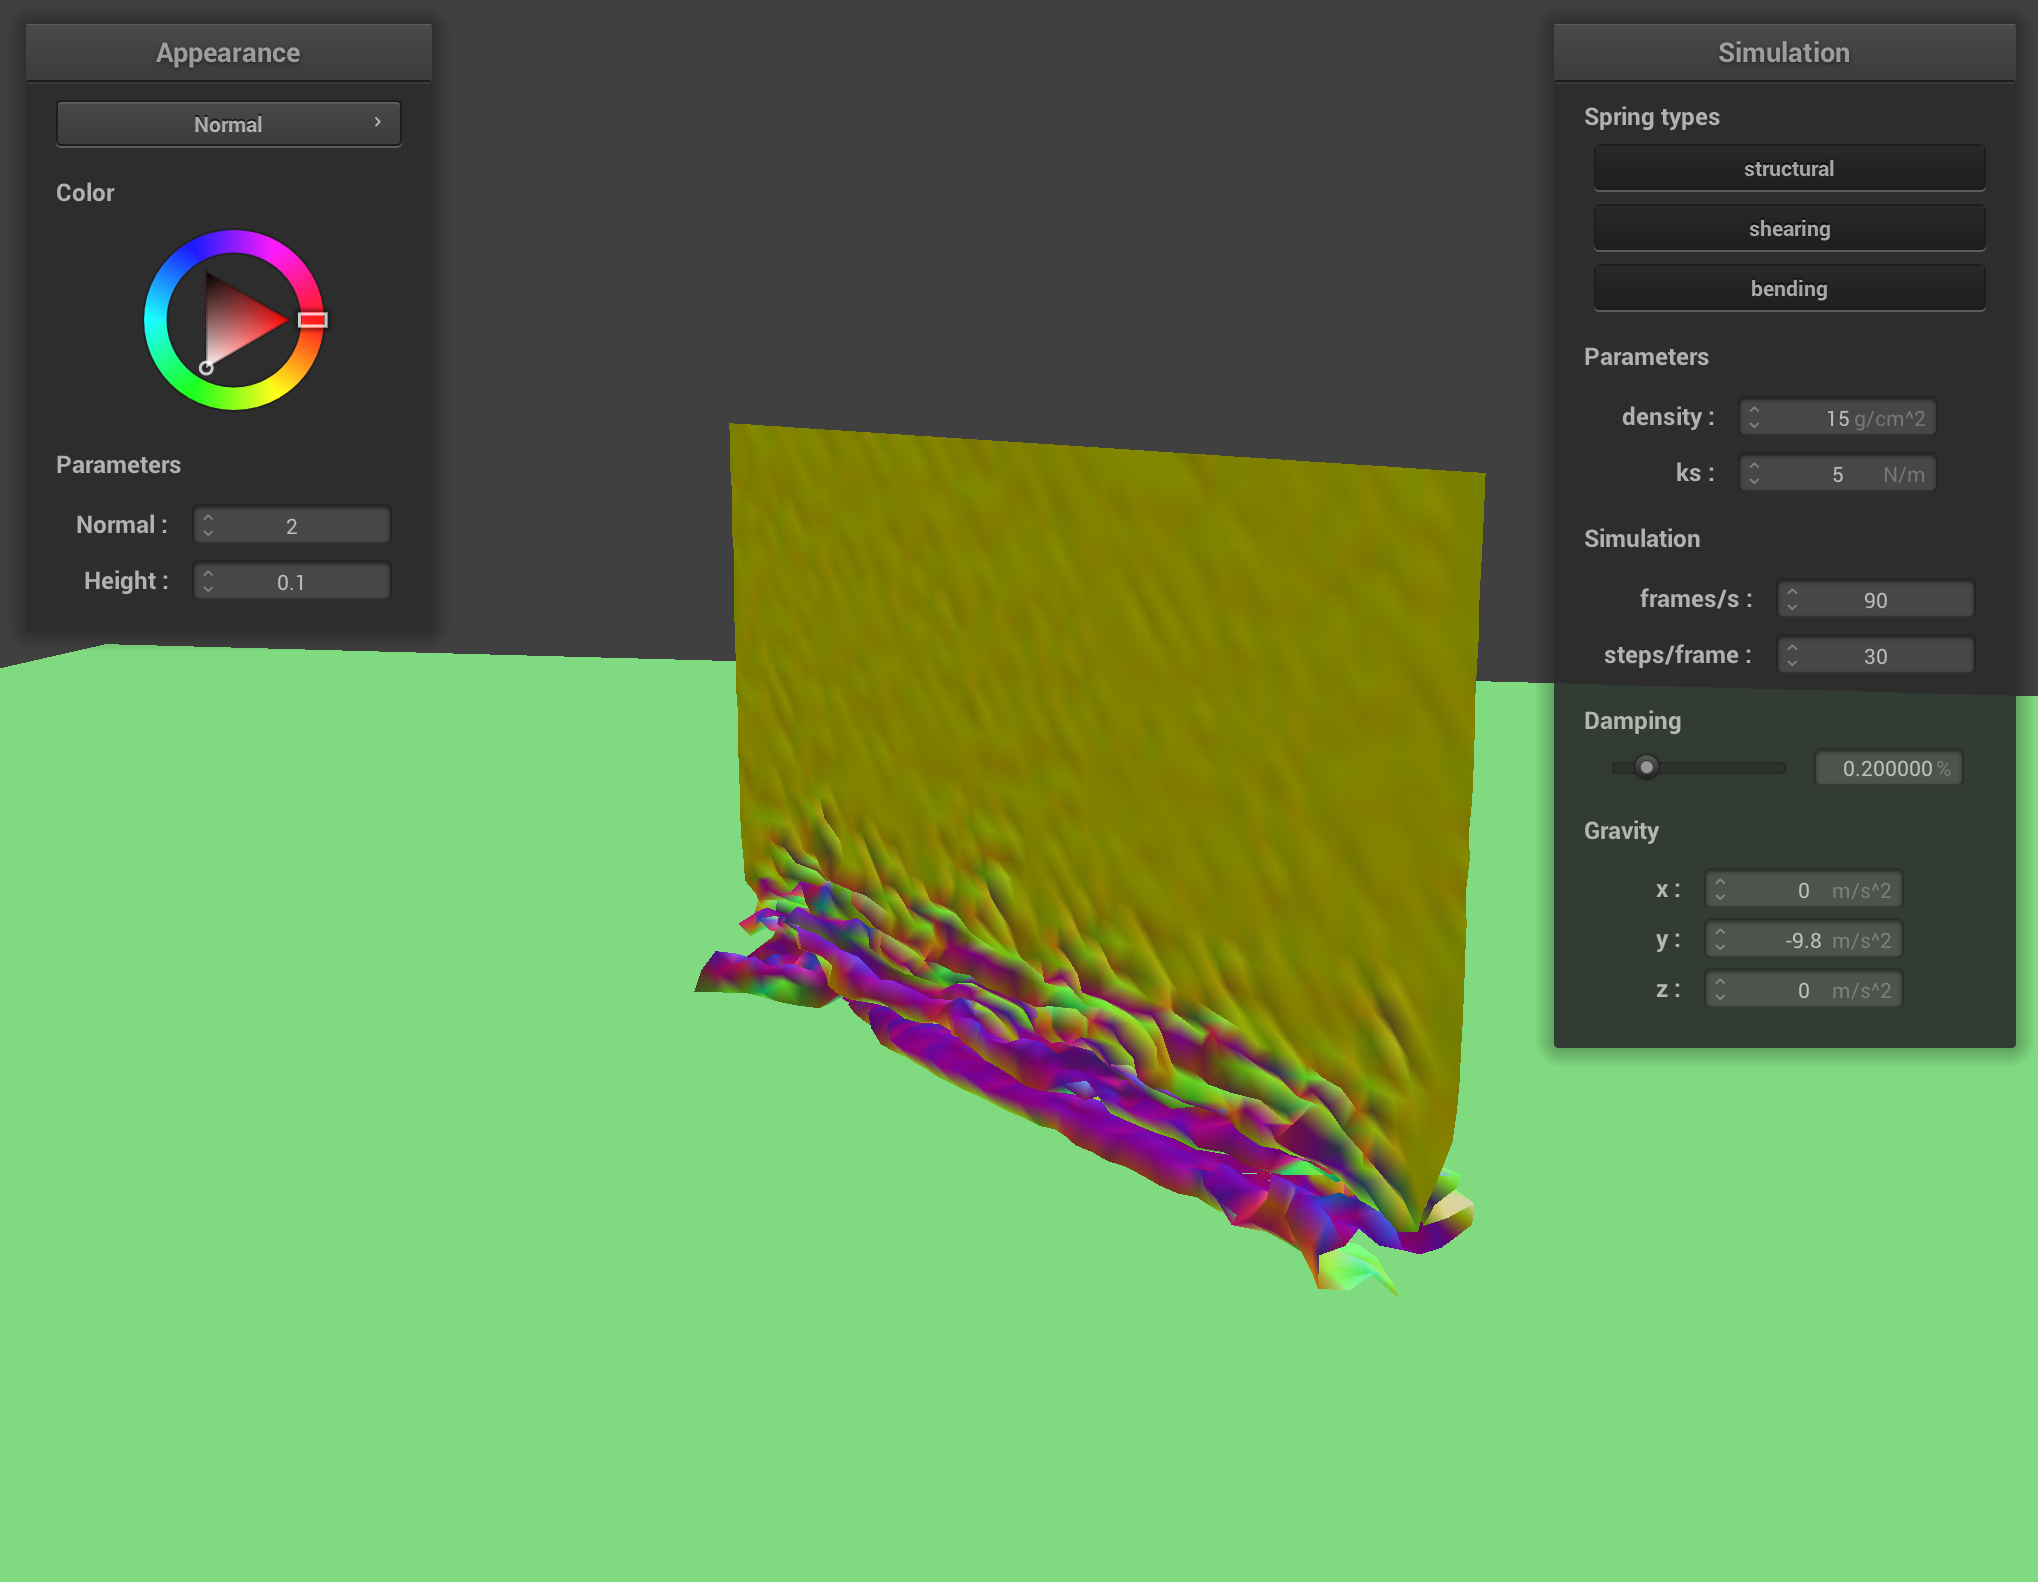 Appearance
Normal
Color
Parameters
Normal : 2
Height : 0.1
Simulation
Spring types
structural
shearing
bending
Parameters
density : 15 g/cm^2
ks : 5 N/m
Simulation
frames/s : 90
steps/frame : 30
Damping
0.200000 %
Gravity
x : 0 m/s^2
y : -9.8 m/s^2
z : 0 m/s^2